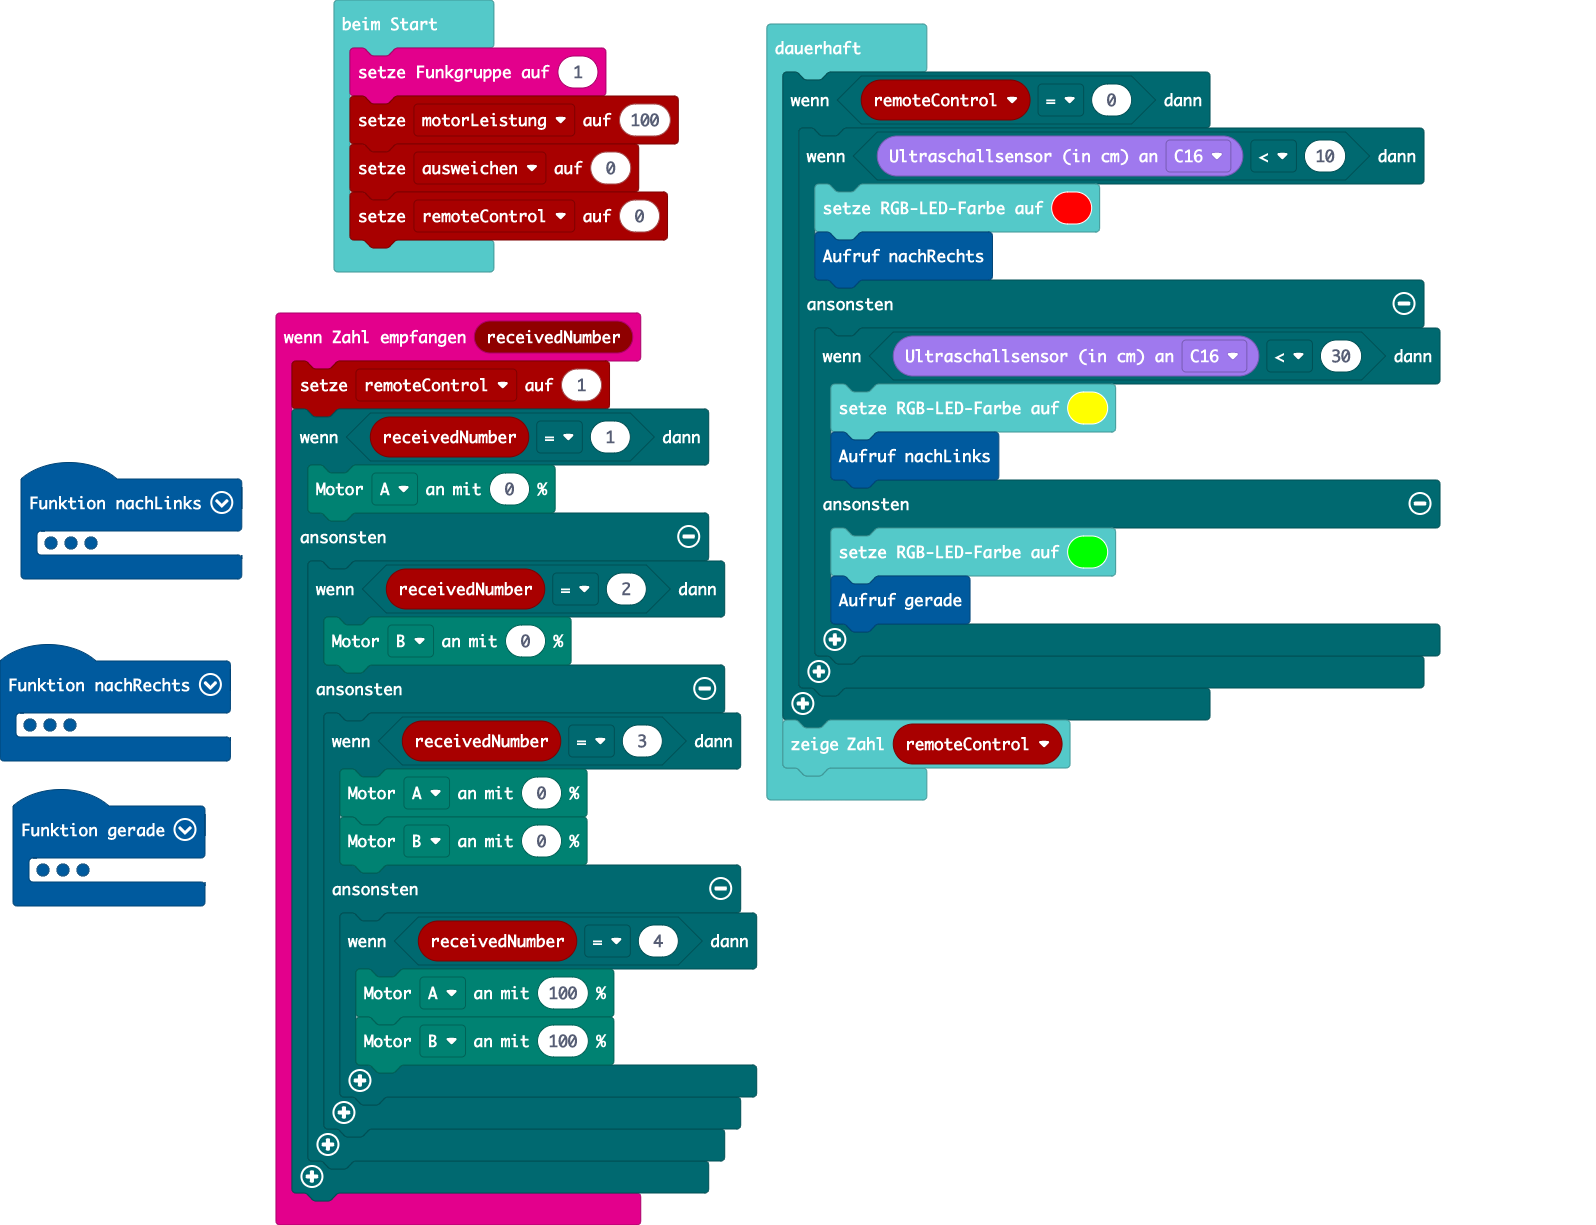 beim Start
setze Funkgruppe auf 1
setze motorLeistung auf 100
setze ausweichen auf 0
setze remoteControl auf 0
wenn Zahl empfangen receivedNumber
setze remoteControl auf 1
wenn receivedNumber = 1 dann
Motor A an mit 0 %
ansonsten
wenn receivedNumber = 2 dann
Motor B an mit 0 %
ansonsten
wenn receivedNumber = 3 dann
Motor A an mit 0 %
Motor B an mit 0 %
ansonsten
wenn receivedNumber = 4 dann
Motor A an mit 100 %
Motor B an mit 100 %
Funktion nachLinks
Funktion nachRechts
Funktion gerade
dauerhaft
wenn remoteControl = 0 dann
wenn Ultraschallsensor (in cm) an C16 < 10 dann
setze RGB-LED-Farbe auf
Aufruf nachRechts
ansonsten
wenn Ultraschallsensor (in cm) an C16 < 30 dann
setze RGB-LED-Farbe auf
Aufruf nachLinks
ansonsten
setze RGB-LED-Farbe auf
Aufruf gerade
zeige Zahl remoteControl